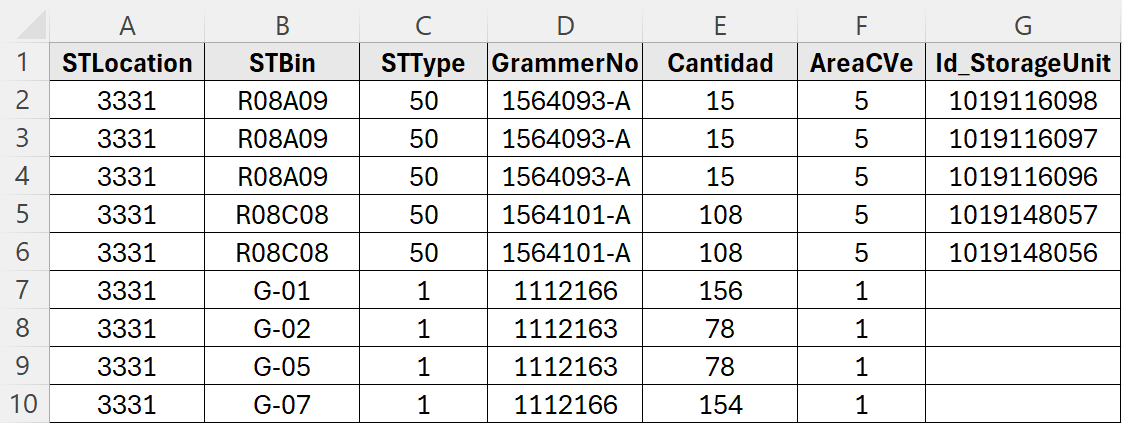 A B C D E F G
1 STLocation STBin STType GrammerNo Cantidad AreaCVe Id_StorageUnit
2 3331 R08A09 50 1564093-A 15 5 1019116098
3 3331 R08A09 50 1564093-A 15 5 1019116097
4 3331 R08A09 50 1564093-A 15 5 1019116096
5 3331 R08C08 50 1564101-A 108 5 1019148057
6 3331 R08C08 50 1564101-A 108 5 1019148056
7 3331 G-01 1 1112166 156 1
8 3331 G-02 1 1112163 78 1
9 3331 G-05 1 1112163 78 1
10 3331 G-07 1 1112166 154 1